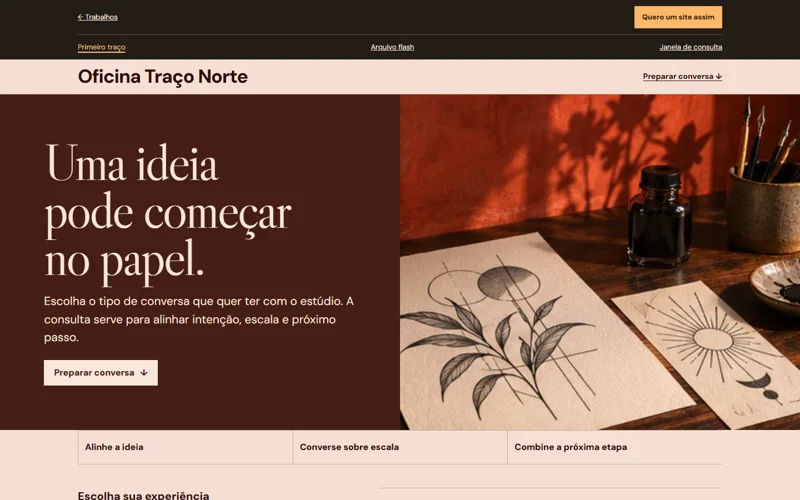 ← Trabalhos
Quero um site assim
Primeiro traço
Arquivo flash
Janela de consulta
Oficina Traço Norte
Preparar conversa ↓
Uma ideia
pode começar
no papel.
Escolha o tipo de conversa que quer ter com o estúdio. A
consulta serve para alinhar intenção, escala e próximo
passo.
Preparar conversa ↓
Alinhe a ideia
Converse sobre escala
Combine a próxima etapa
Escolha sua experiência